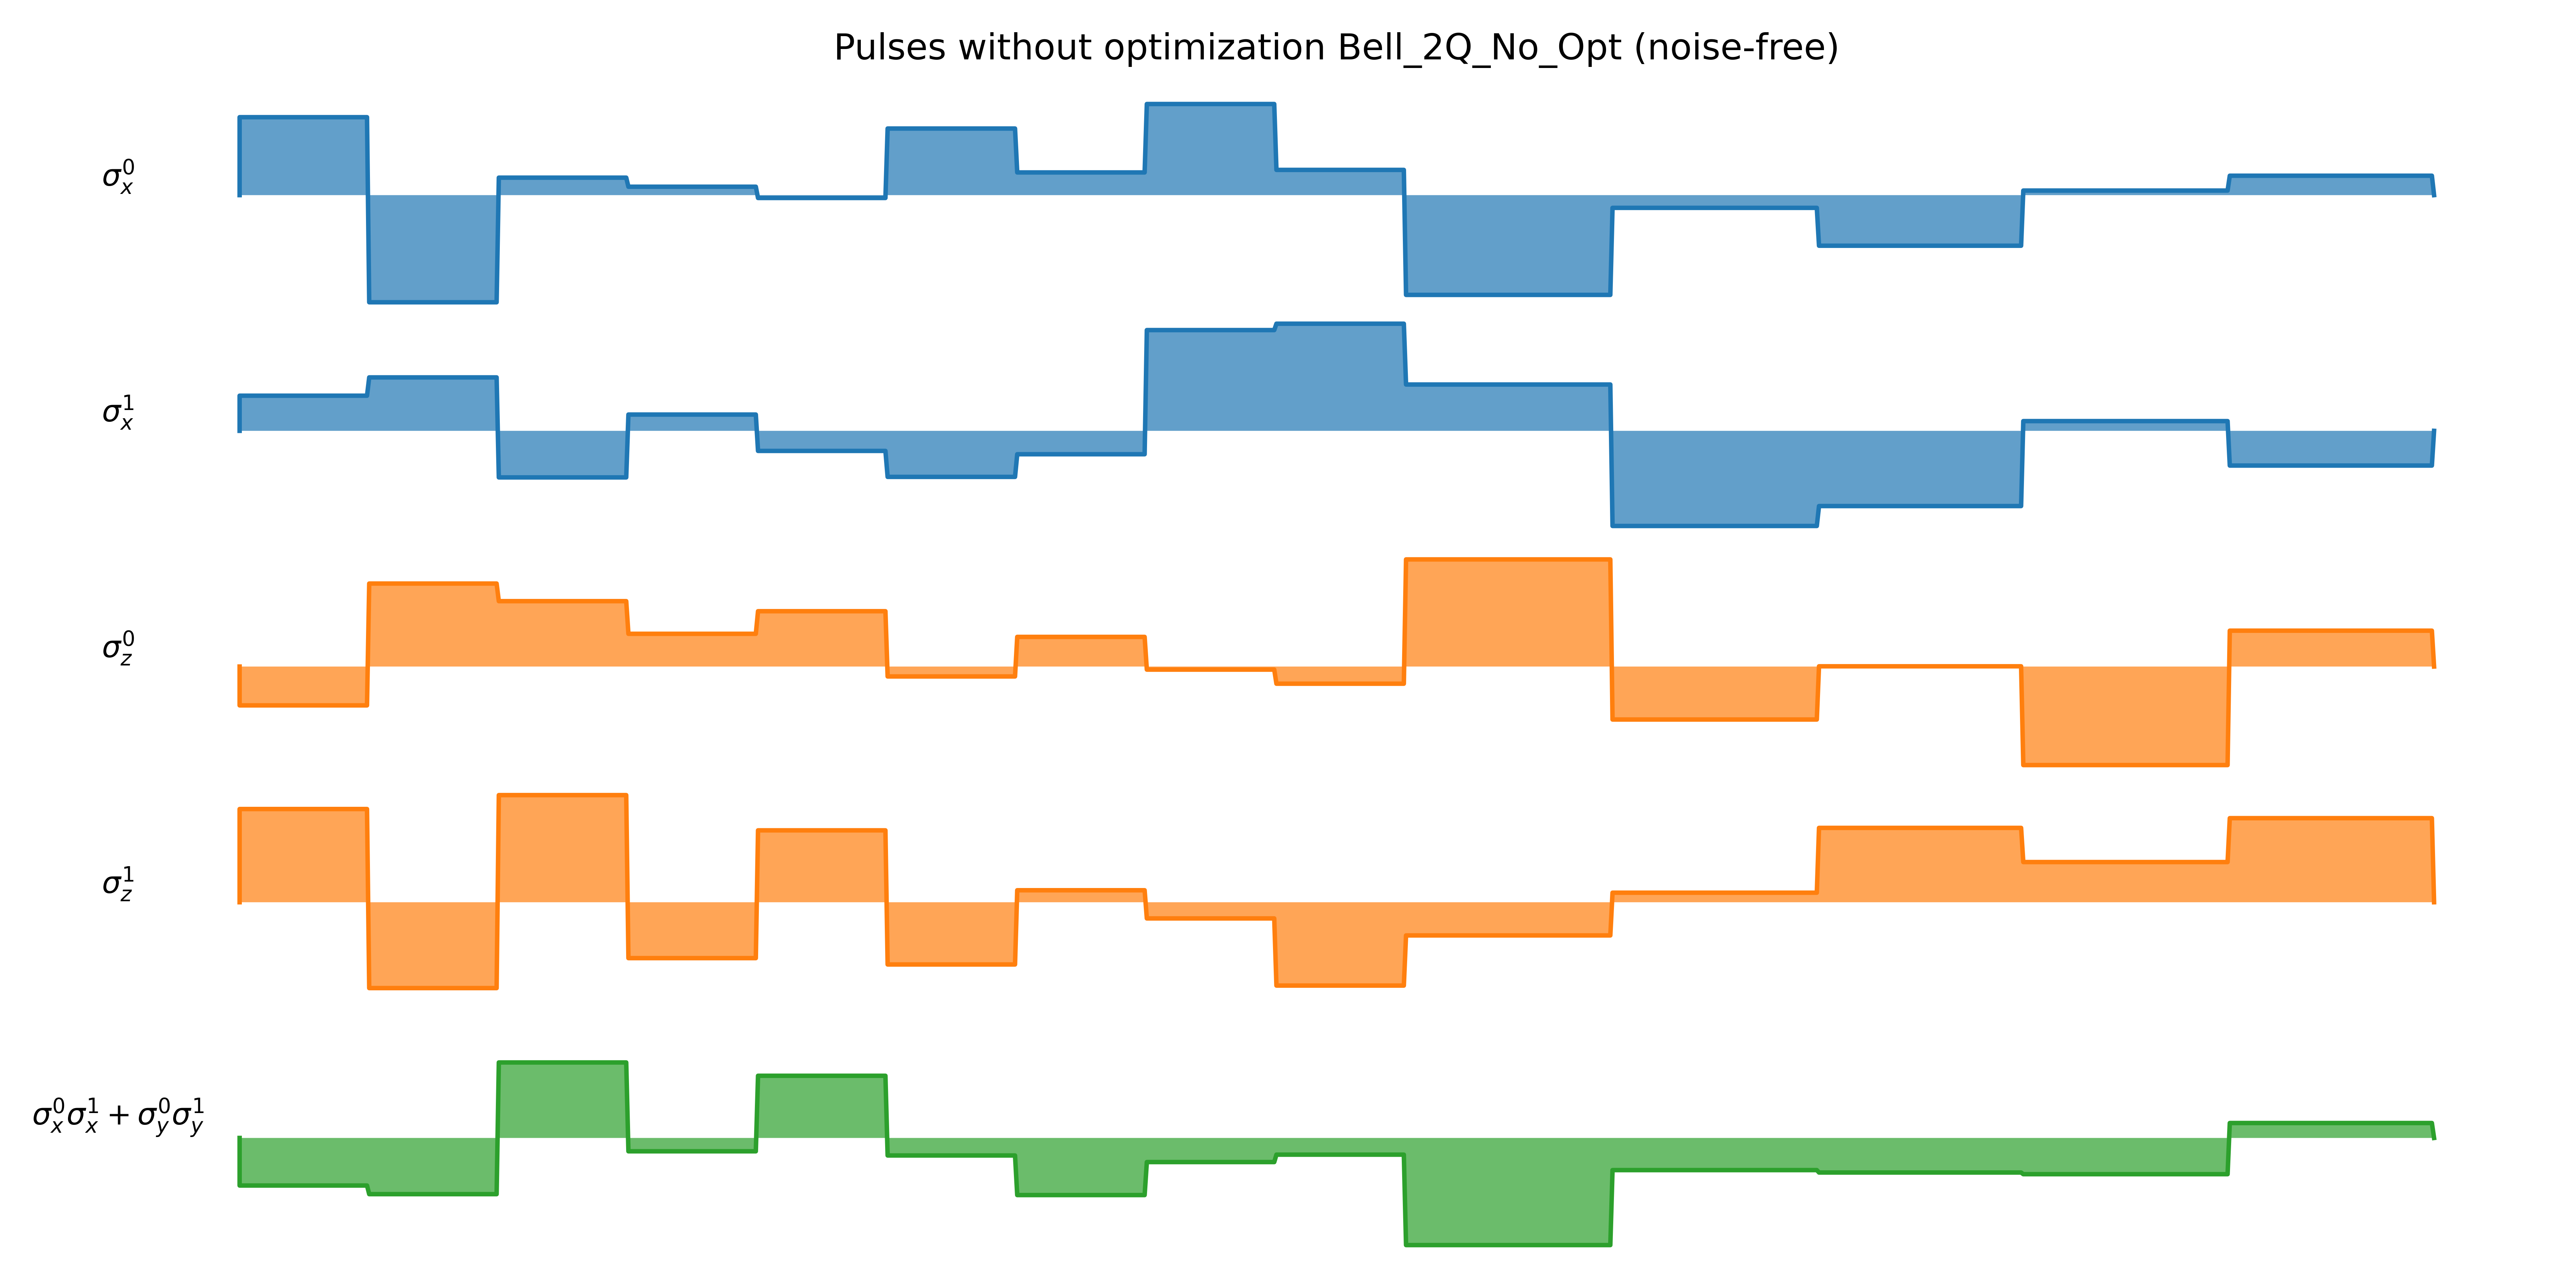 Pulses without optimization Bell_2Q_No_Opt (noise-free)
σ_x^0
σ_x^1
σ_z^0
σ_z^1
σ_x^0σ_x^1 + σ_y^0σ_y^1